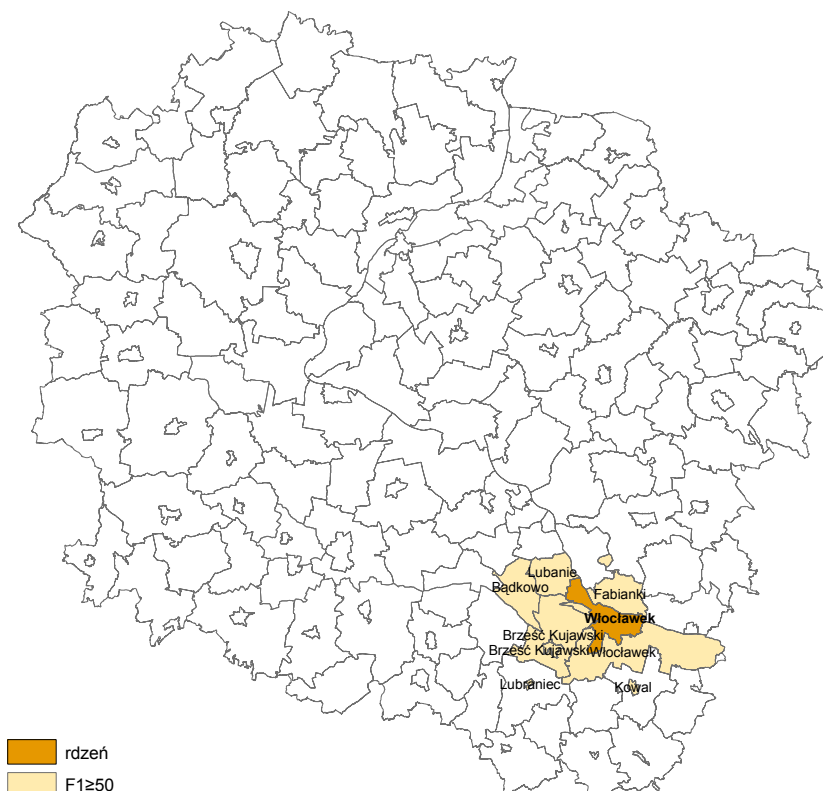 Lubanie
Bądkowo
Fabianki
Włocławek
Brześć Kujawski
Brześć Kujawski
Włocławek
Lubraniec
Kowal
rdzeń
F1≥50